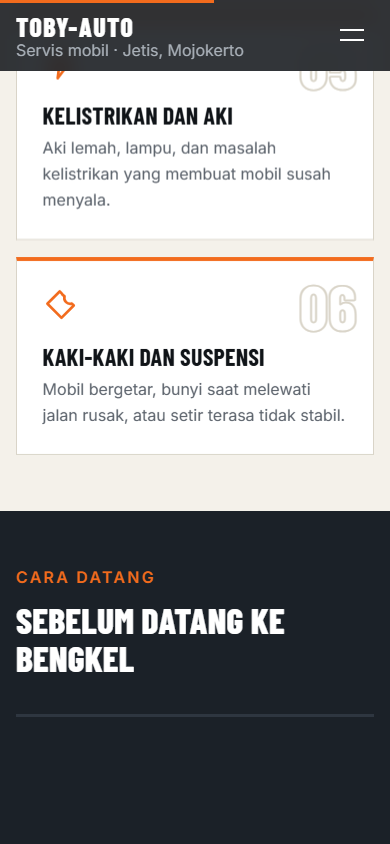 TOBY-AUTO
Servis mobil · Jetis, Mojokerto
05
KELISTRIKAN DAN AKI
Aki lemah, lampu, dan masalah
kelistrikan yang membuat mobil susah
menyala.
06
KAKI-KAKI DAN SUSPENSI
Mobil bergetar, bunyi saat melewati
jalan rusak, atau setir terasa tidak stabil.
CARA DATANG
SEBELUM DATANG KE
BENGKEL